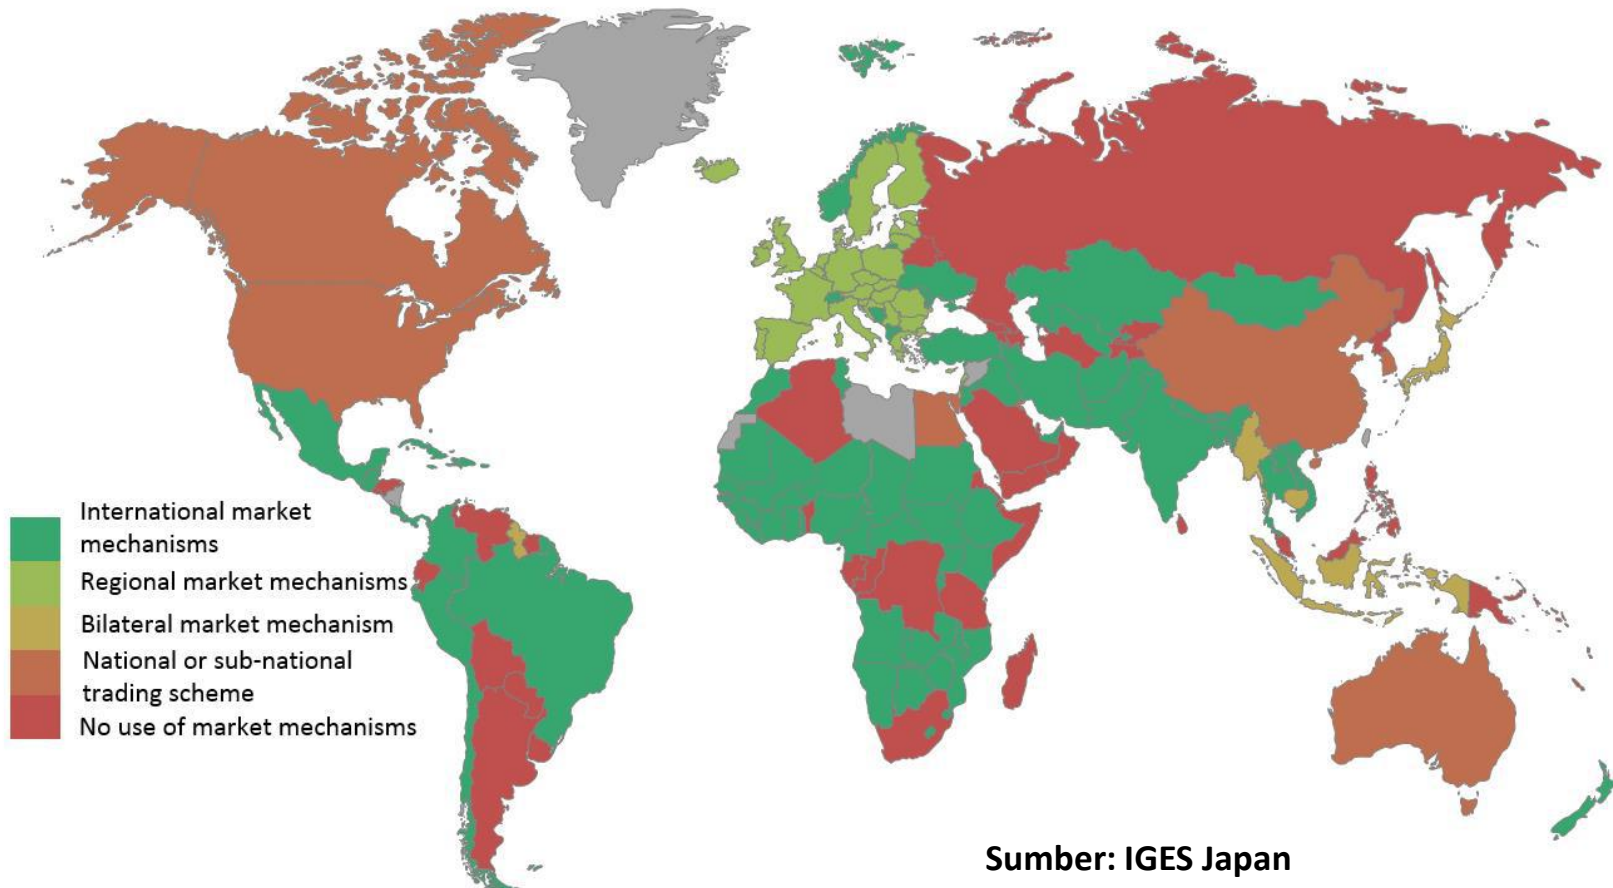 International market
mechanisms
Regional market mechanisms
Bilateral market mechanism
National or sub-national
trading scheme
No use of market mechanisms
Sumber: IGES Japan